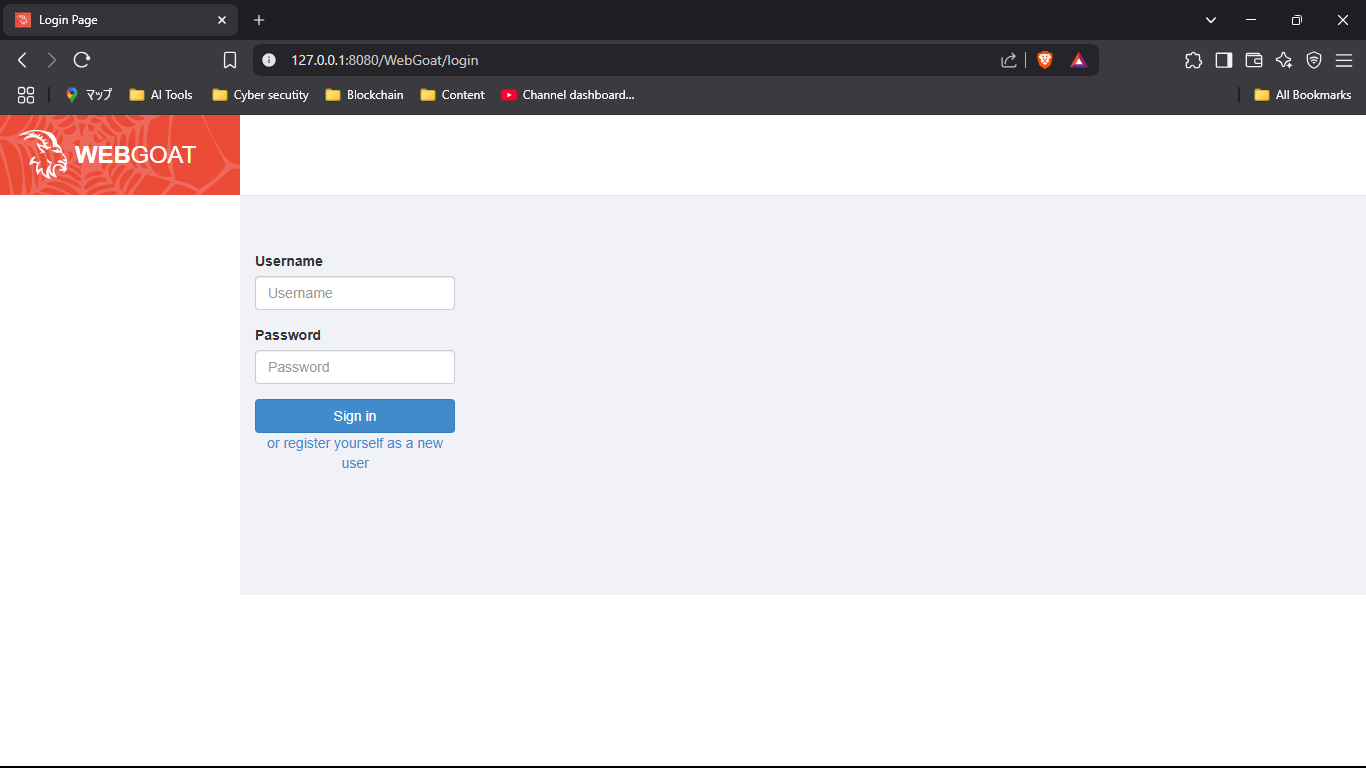 Login Page
127.0.0.1:8080/WebGoat/login
マップ AI Tools Cyber secutity Blockchain Content Channel dashboard... All Bookmarks
WEBGOAT
Username
Username
Password
Password
Sign in
or register yourself as a new
user